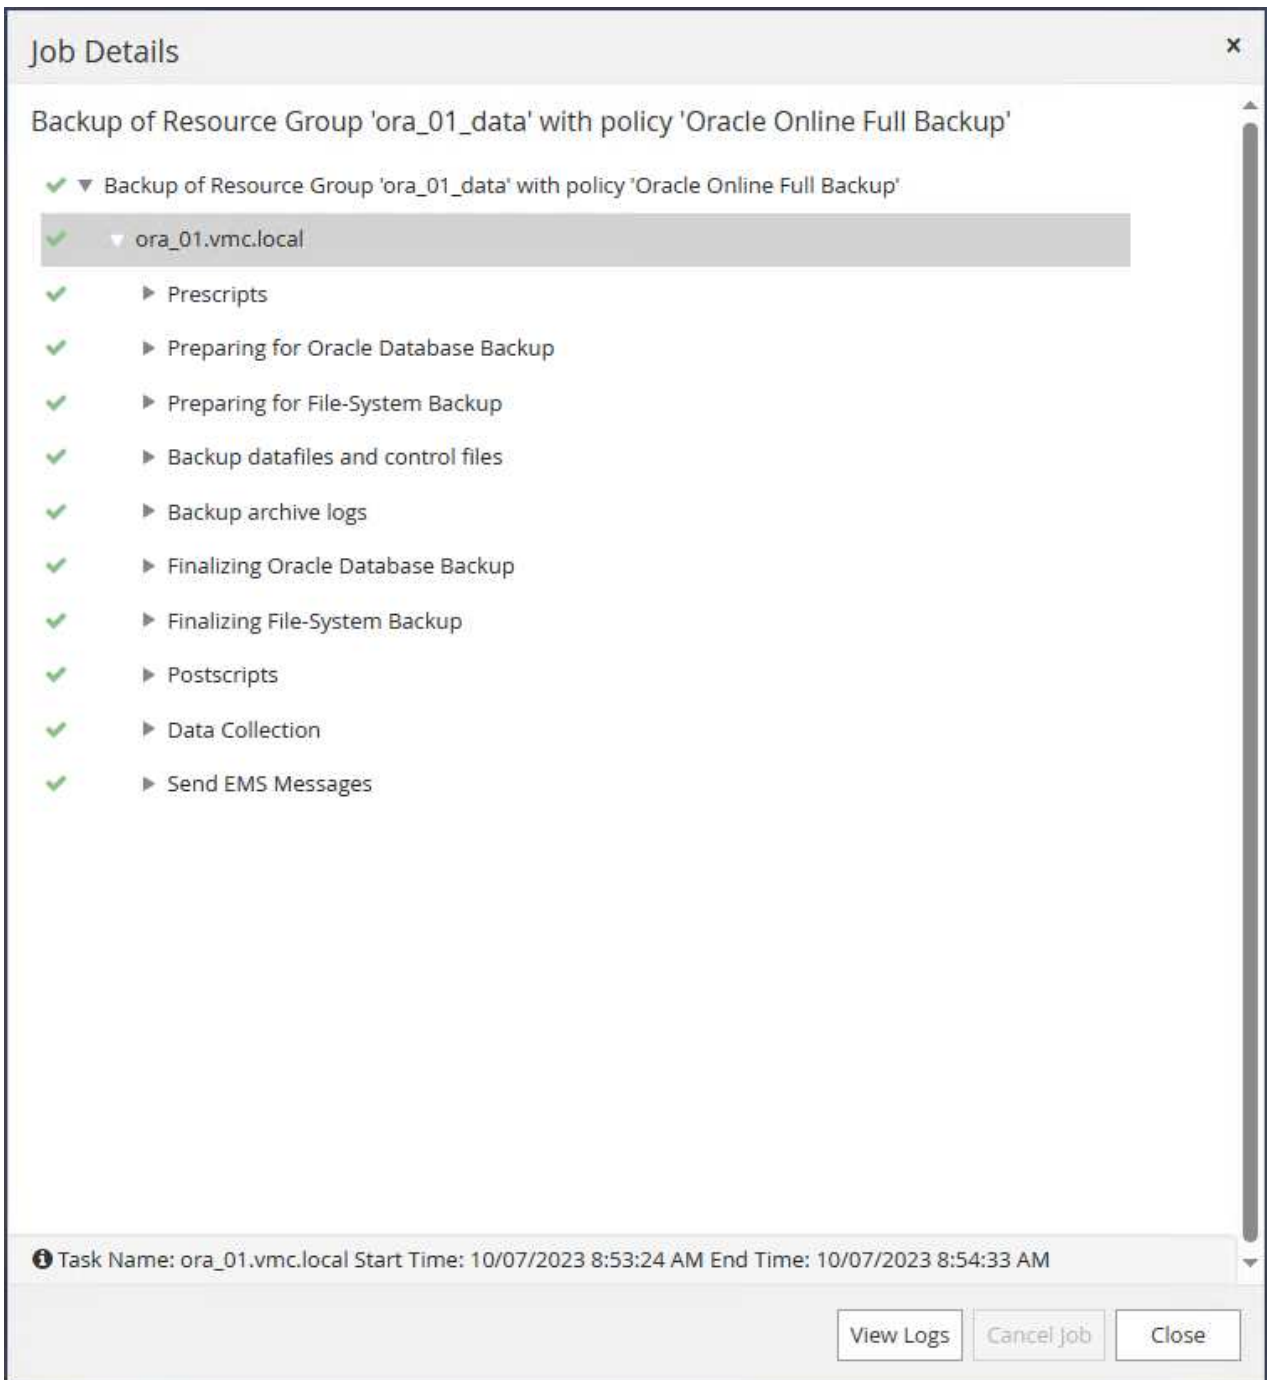 Job Details
x
Backup of Resource Group 'ora_01_data' with policy 'Oracle Online Full Backup'
Backup of Resource Group 'ora_01_data' with policy 'Oracle Online Full Backup'
ora_01.vmc.local
Prescripts
Preparing for Oracle Database Backup
Preparing for File-System Backup
Backup datafiles and control files
Backup archive logs
Finalizing Oracle Database Backup
Finalizing File-System Backup
Postscripts
Data Collection
Send EMS Messages
Task Name: ora_01.vmc.local Start Time: 10/07/2023 8:53:24 AM End Time: 10/07/2023 8:54:33 AM
View Logs Cancel Job Close